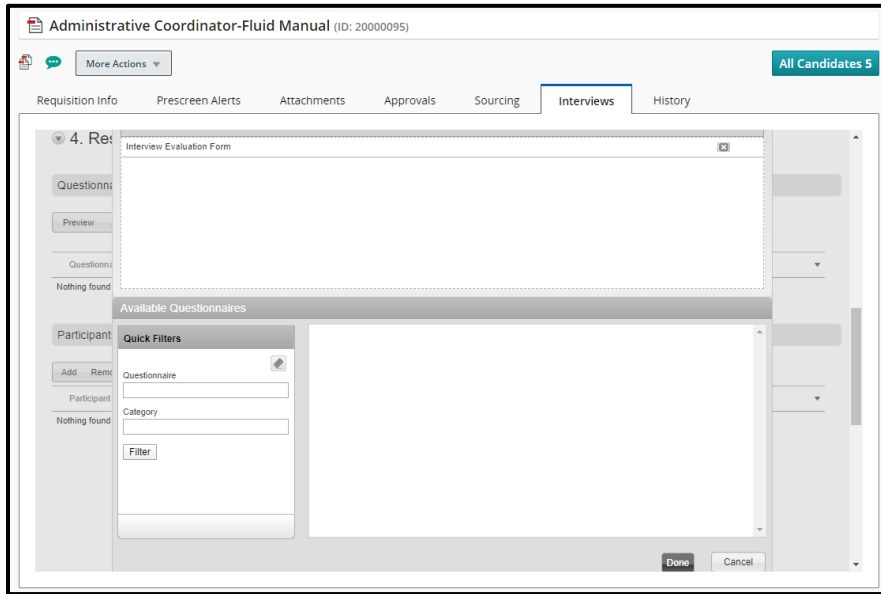 Administrative Coordinator-Fluid Manual (ID: 20000095)
More Actions
All Candidates 5
Requisition Info Prescreen Alerts Attachments Approvals Sourcing Interviews History
4. Res
Interview Evaluation Form
Questionna
Preview
Questionna
Nothing found
Available Questionnaires
Participant
Quick Filters
Add Remo
Questionnaire
Participant
Category
Nothing found
Filter
Done Cancel